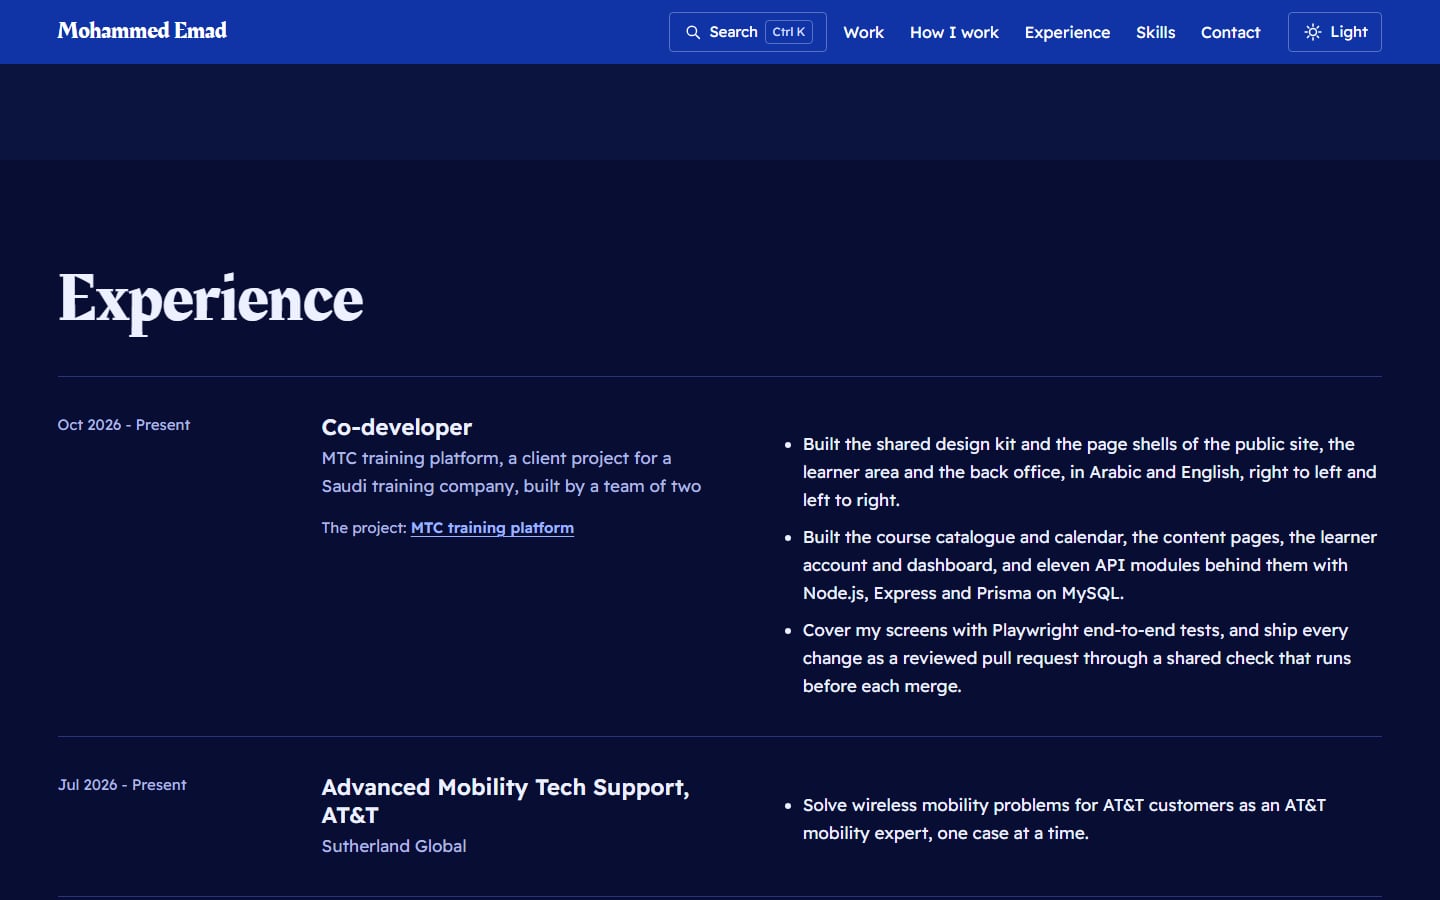 Mohammed Emad
Search Ctrl K Work How I work Experience Skills Contact Light
Experience
Oct 2026 - Present
Co-developer
MTC training platform, a client project for a
Saudi training company, built by a team of two
The project: MTC training platform
Built the shared design kit and the page shells of the public site, the
learner area and the back office, in Arabic and English, right to left and
left to right.
Built the course catalogue and calendar, the content pages, the learner
account and dashboard, and eleven API modules behind them with
Node.js, Express and Prisma on MySQL.
Cover my screens with Playwright end-to-end tests, and ship every
change as a reviewed pull request through a shared check that runs
before each merge.
Jul 2026 - Present
Advanced Mobility Tech Support,
AT&T
Sutherland Global
Solve wireless mobility problems for AT&T customers as an AT&T
mobility expert, one case at a time.